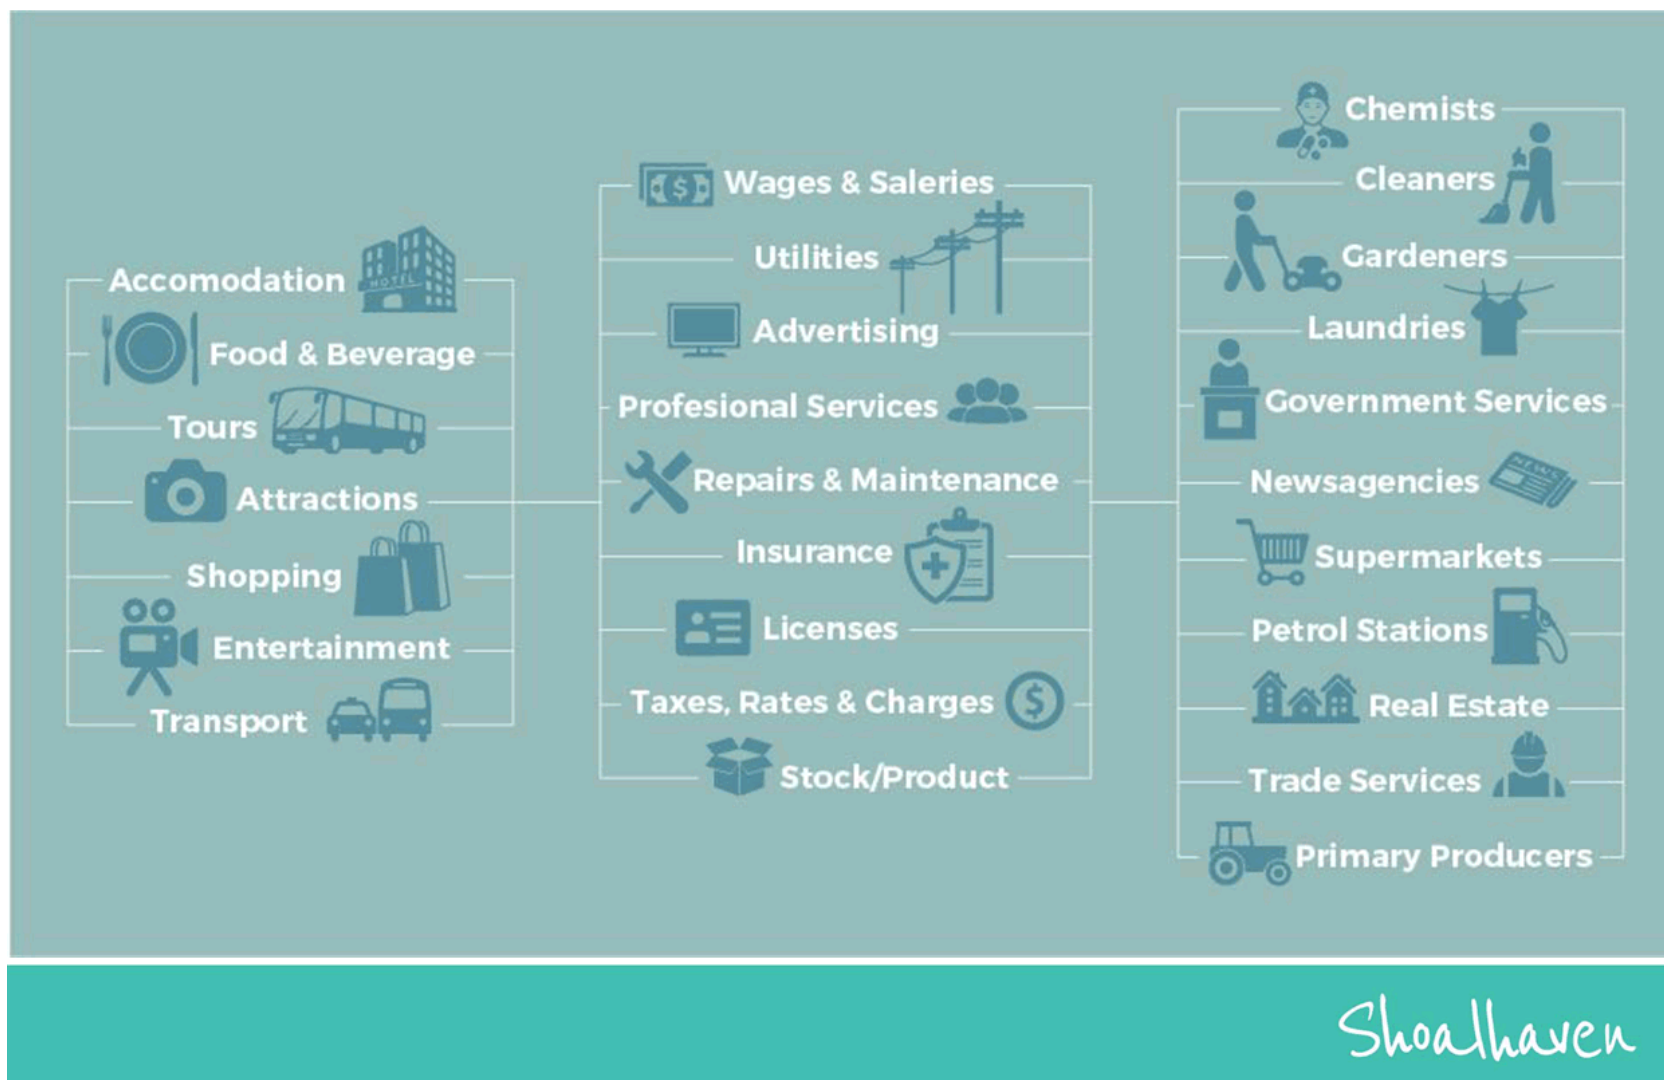 Accomodation
HOTEL
Food & Beverage
Tours
Attractions
Shopping
Entertainment
Transport
Wages & Saleries
Utilities
Advertising
Profesional Services
Repairs & Maintenance
Insurance
Licenses
Taxes, Rates & Charges
Stock/Product
Chemists
Cleaners
Gardeners
Laundries
Government Services
Newsagencies
NEWS
Supermarkets
Petrol Stations
Real Estate
Trade Services
Primary Producers
Shoalhaven